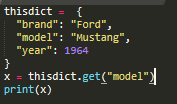 thisdict = {
  "brand": "Ford",
  "model": "Mustang",
  "year": 1964
}
x = thisdict.get("model")
print(x)